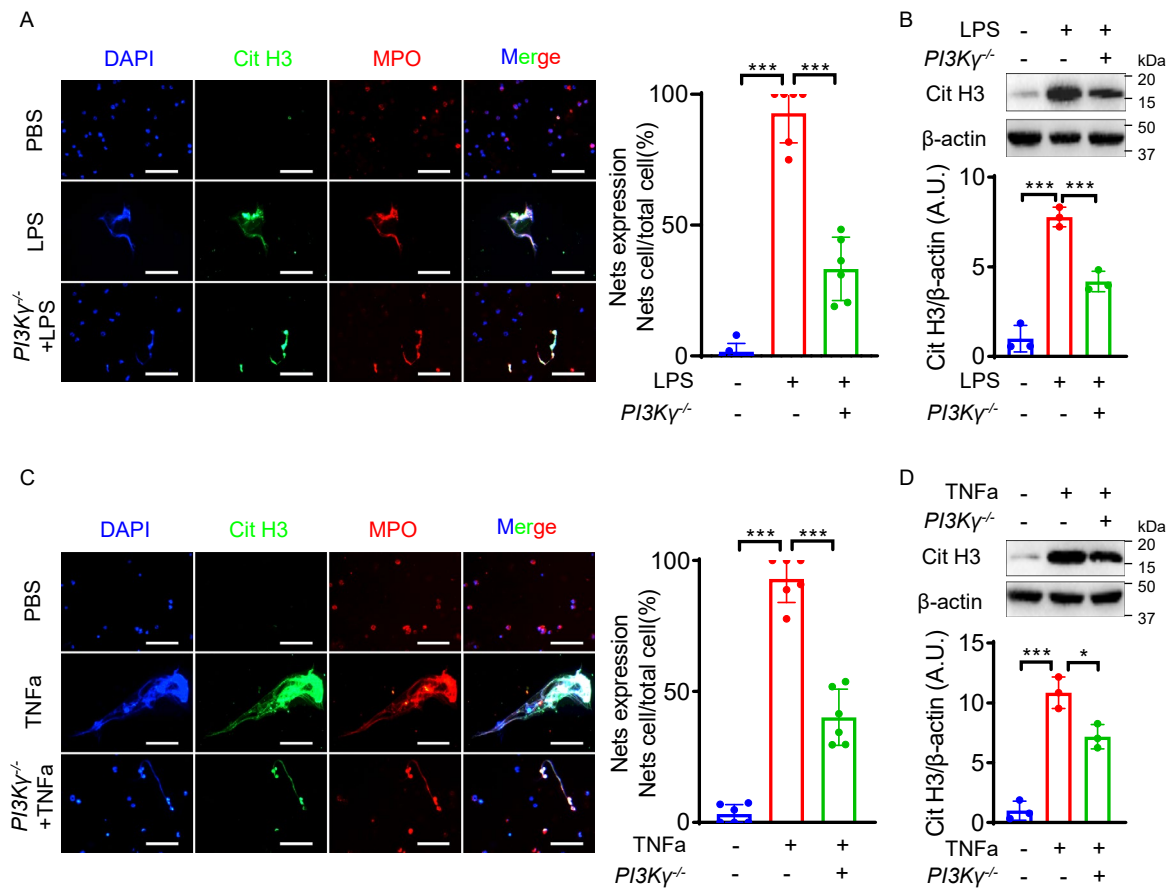 A
DAPI Cit H3 MPO Merge
PBS
LPS
PI3Kγ-/-
+LPS
Nets expression
Nets cell/total cell(%)
100
50
0
*** ***
LPS - + +
PI3Kγ-/- - - +
B
LPS - + +
PI3Kγ-/- - - + kDa
Cit H3 20
15
β-actin 50
37
Cit H3/β-actin (A.U.)
10
5
0
*** ***
LPS - + +
PI3Kγ-/- - - +
C
DAPI Cit H3 MPO Merge
PBS
TNFa
PI3Kγ-/-
+TNFa
Nets expression
Nets cell/total cell(%)
100
50
0
*** ***
TNFa - + +
PI3Kγ-/- - - +
D
TNFa - + +
PI3Kγ-/- - - + kDa
Cit H3 20
15
β-actin 50
37
Cit H3/β-actin (A.U.)
15
10
5
0
*** *
TNFa - + +
PI3Kγ-/- - - +